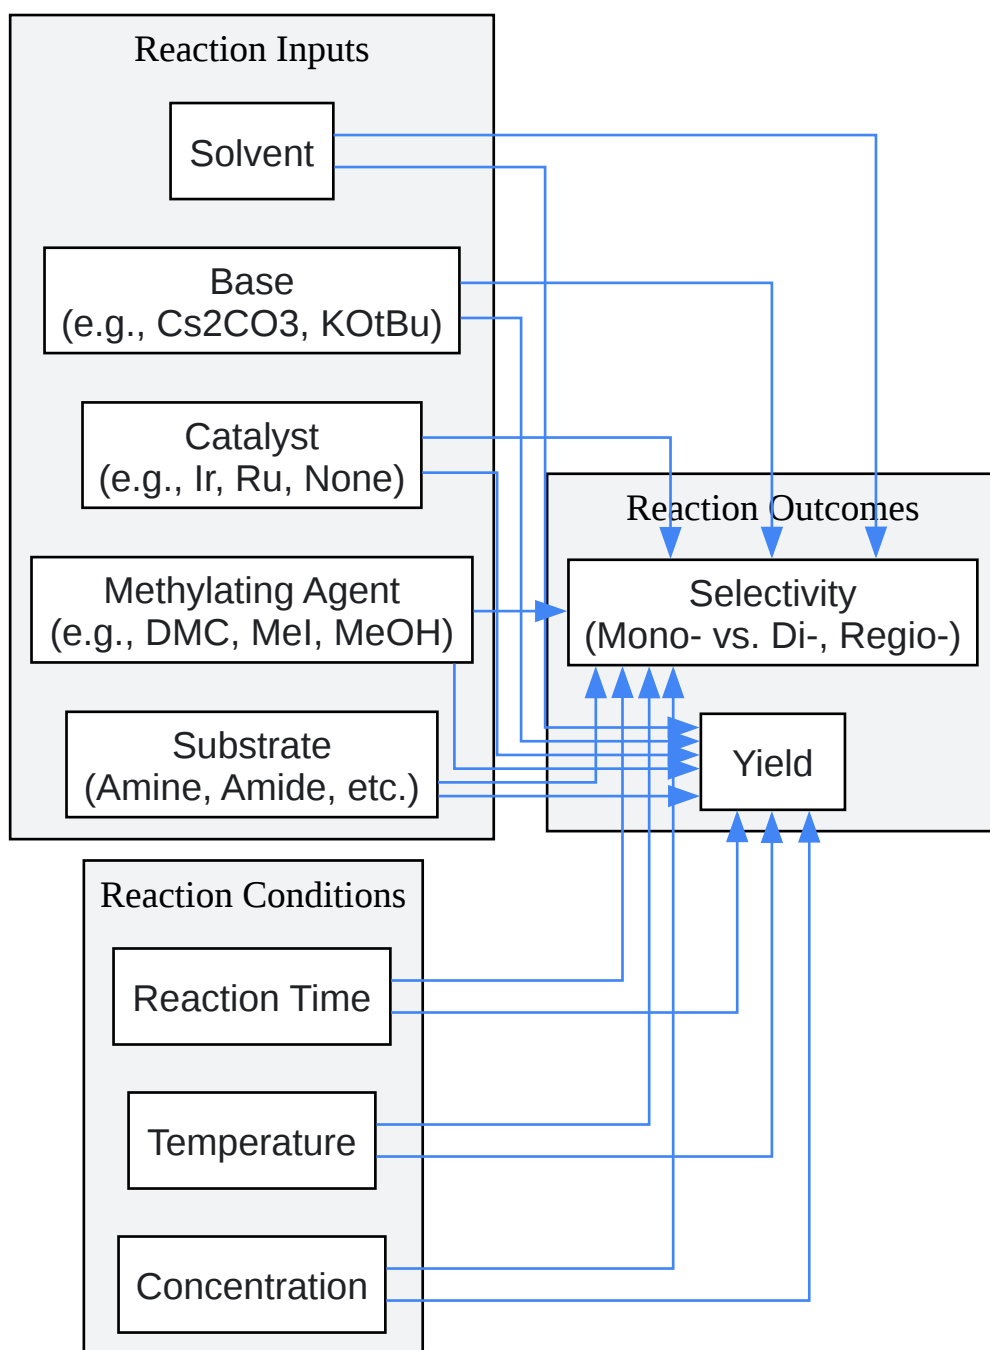 Reaction Inputs
Solvent
Base
(e.g., Cs2CO3, KOtBu)
Catalyst
(e.g., Ir, Ru, None)
Methylating Agent
(e.g., DMC, MeI, MeOH)
Substrate
(Amine, Amide, etc.)
Reaction Outcomes
Selectivity
(Mono- vs. Di-, Regio-)
Yield
Reaction Conditions
Reaction Time
Temperature
Concentration